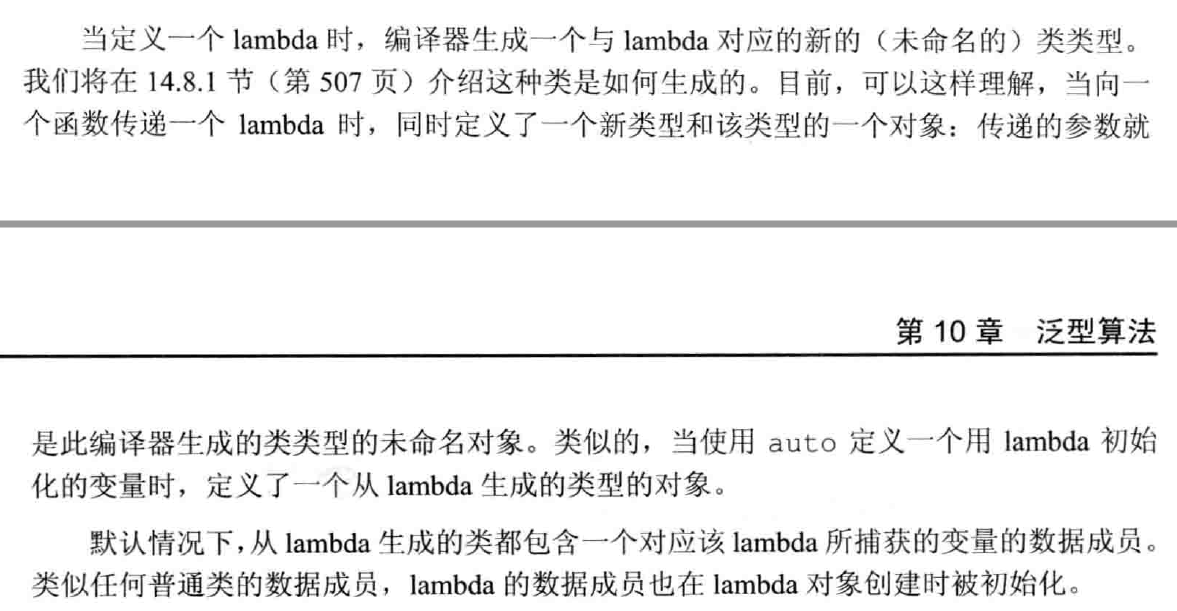 当定义一个 lambda 时，编译器生成一个与 lambda 对应的新的（未命名的）类类型。
我们将在 14.8.1 节（第 507 页）介绍这种类是如何生成的。目前，可以这样理解，当向一
个函数传递一个 lambda 时，同时定义了一个新类型和该类型的一个对象：传递的参数就
第 10 章 泛型算法
是此编译器生成的类类型的未命名对象。类似的，当使用 auto 定义一个用 lambda 初始
化的变量时，定义了一个从 lambda 生成的类型的对象。
默认情况下，从 lambda 生成的类都包含一个对应该 lambda 所捕获的变量的数据成员。
类似任何普通类的数据成员，lambda 的数据成员也在 lambda 对象创建时被初始化。